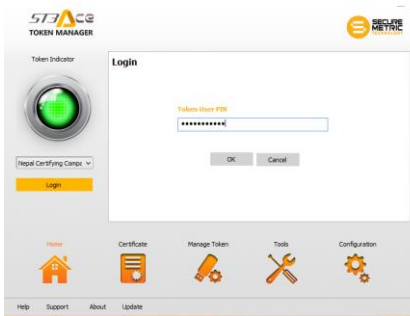 ST3Ace
TOKEN MANAGER
SECURE
METRIC
TECHNOLOGY
Token Indicator
Login
Token User PIN
•••••••••••
Nepal Certifying Compa
Login
OK
Cancel
Home
Certificate
Manage Token
Tools
Configuration
Help
Support
About
Update